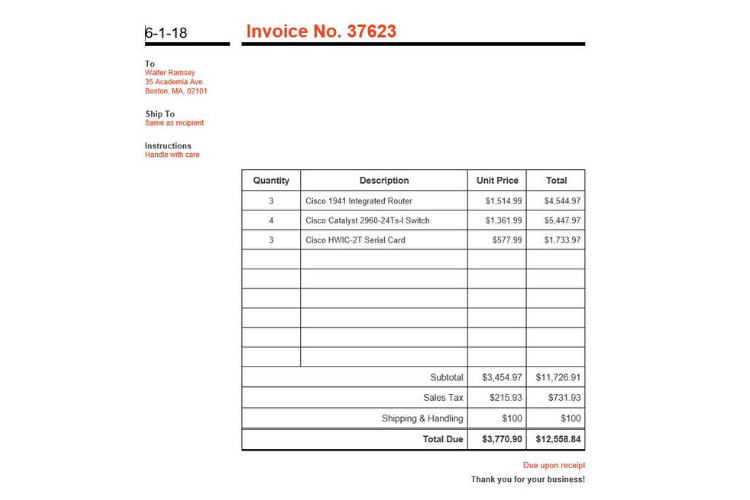 6-1-18
Invoice No. 37623
To
Walter Ramsey
35 Academia Ave.
Boston, MA, 02101
Ship To
Same as recipient
Instructions
Handle with care
Quantity Description Unit Price Total
3 Cisco 1941 Integrated Router $1,514.99 $4,544.97
4 Cisco Catalyst 2960-24Ts-l Switch $1,361.99 $5,447.97
3 Cisco HWIC-2T Serial Card $577.99 $1,733.97
Subtotal $3,454.97 $11,726.91
Sales Tax $215.93 $731.93
Shipping & Handling $100 $100
Total Due $3,770.90 $12,558.84
Due upon receipt
Thank you for your business!